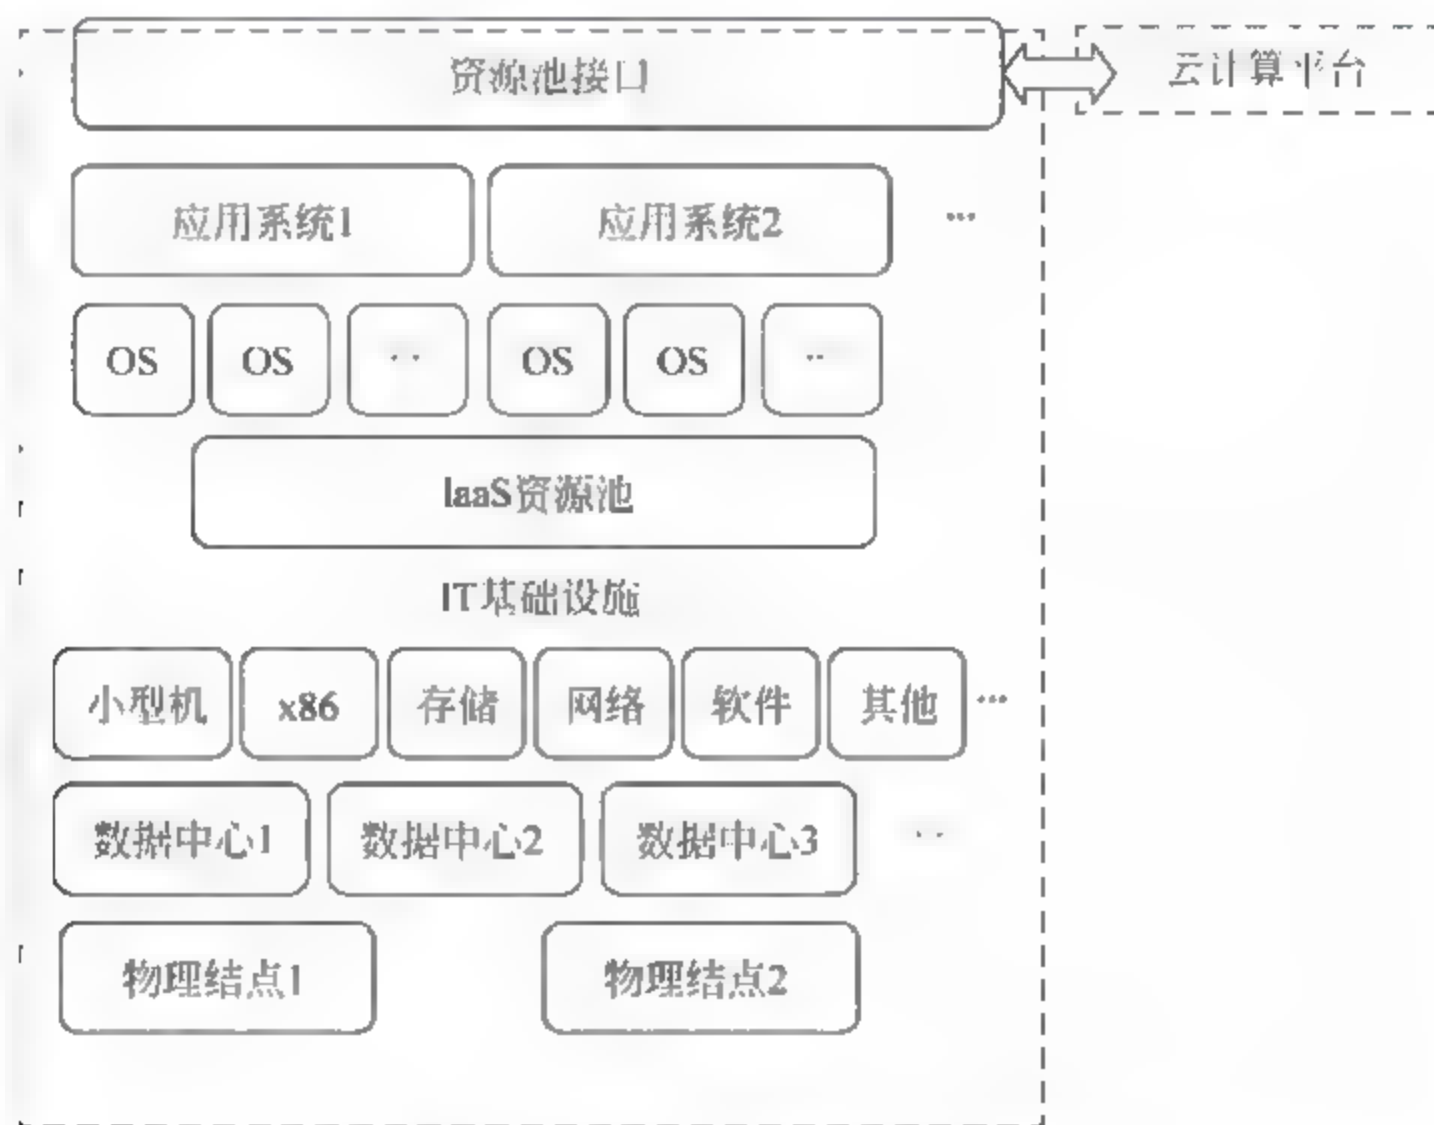 资源池接口
云计算平台
应用系统1 应用系统2 ...
OS OS .. OS OS ..
IaaS资源池
IT基础设施
小型机 x86 存储 网络 软件 其他 ...
数据中心1 数据中心2 数据中心3 ..
物理结点1 物理结点2